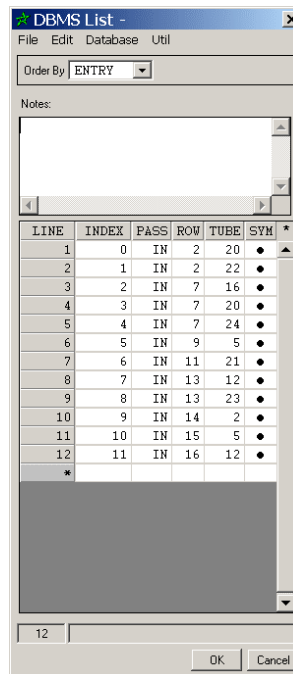 DBMS List -
File Edit Database Util
Order By ENTRY
Notes:
LINE INDEX PASS ROW TUBE SYM *
1 0 IN 2 20 ●
2 1 IN 2 22 ●
3 2 IN 7 16 ●
4 3 IN 7 20 ●
5 4 IN 7 24 ●
6 5 IN 9 5 ●
7 6 IN 11 21 ●
8 7 IN 13 12 ●
9 8 IN 13 23 ●
10 9 IN 14 2 ●
11 10 IN 15 5 ●
12 11 IN 16 12 ●
*
12
OK Cancel